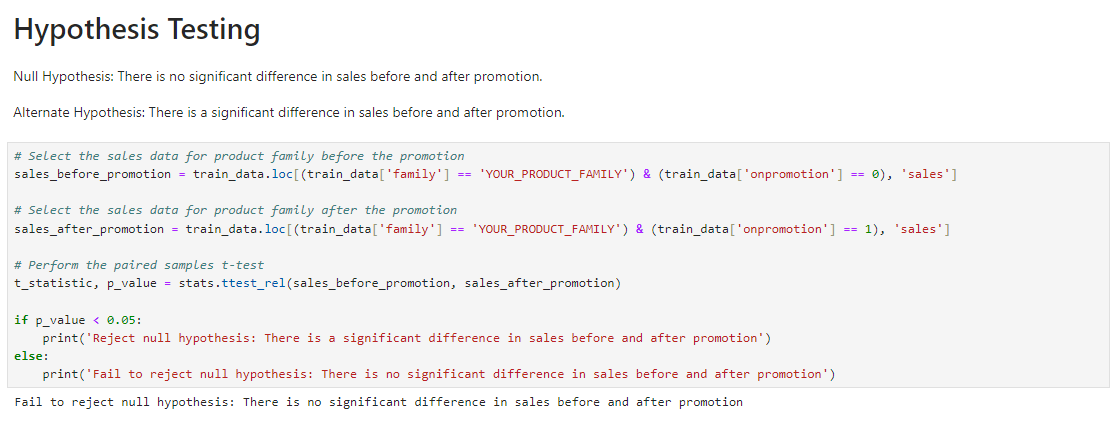 Hypothesis Testing
Null Hypothesis: There is no significant difference in sales before and after promotion.
Alternate Hypothesis: There is a significant difference in sales before and after promotion.
# Select the sales data for product family before the promotion
sales_before_promotion = train_data.loc[(train_data['family'] == 'YOUR_PRODUCT_FAMILY') & (train_data['onpromotion'] == 0), 'sales']
# Select the sales data for product family after the promotion
sales_after_promotion = train_data.loc[(train_data['family'] == 'YOUR_PRODUCT_FAMILY') & (train_data['onpromotion'] == 1), 'sales']
# Perform the paired samples t-test
t_statistic, p_value = stats.ttest_rel(sales_before_promotion, sales_after_promotion)
if p_value < 0.05:
    print('Reject null hypothesis: There is a significant difference in sales before and after promotion')
else:
    print('Fail to reject null hypothesis: There is no significant difference in sales before and after promotion')
Fail to reject null hypothesis: There is no significant difference in sales before and after promotion